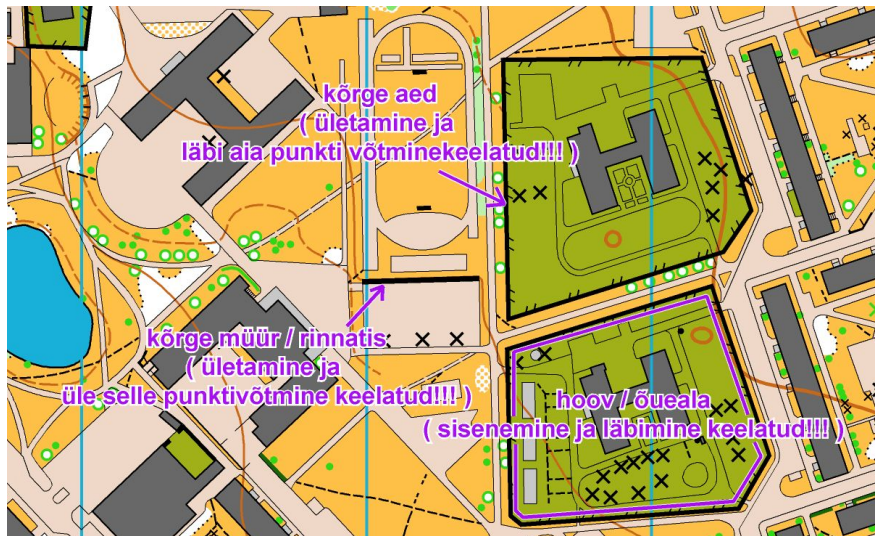 kõrge aed
( ületamine ja
läbi aia punkti võtminekeelatud!!! )
kõrge müür / rinnatis
( ületamine ja
üle selle punktivõtmine keelatud!!! )
hoov / õueala
( sisenemine ja läbimine keelatud!!! )